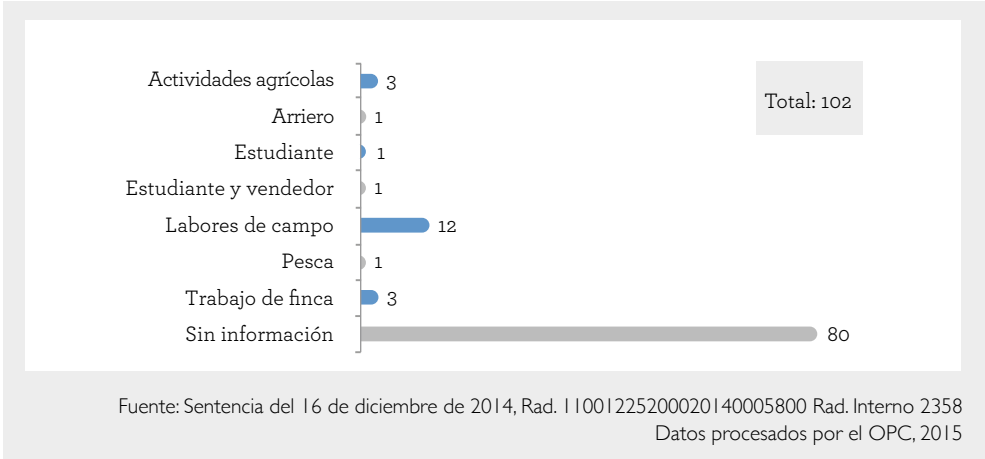 Actividades agrícolas 3
Total: 102
Arriero 1
Estudiante 1
Estudiante y vendedor 1
Labores de campo 12
Pesca 1
Trabajo de finca 3
Sin información 80
Fuente: Sentencia del 16 de diciembre de 2014, Rad. 11001225200020140005800 Rad. Interno 2358
Datos procesados por el OPC, 2015